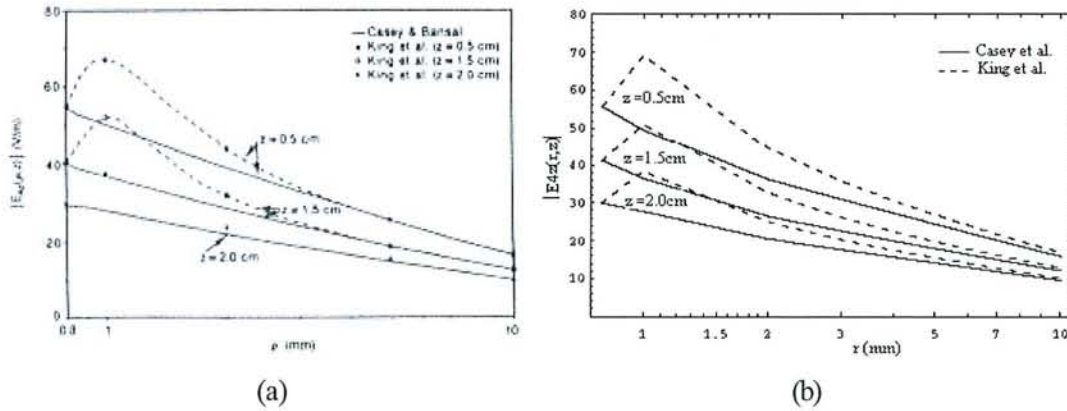 80
Casey & Bansal
King et al. (z = 0.5 cm)
King et al. (z = 1.5 cm)
King et al. (z = 2.0 cm)
60
40
20
0
z = 0.5 cm
z = 1.5 cm
z = 2.0 cm
0.8 1 10
ρ (mm)
(a)
80
70
60
50
40
30
20
10
|E4z(r,z)|
Casey et al.
King et al.
z=0.5cm
z=1.5cm
z=2.0cm
1 1.5 2 3 5 7 10
r (mm)
(b)